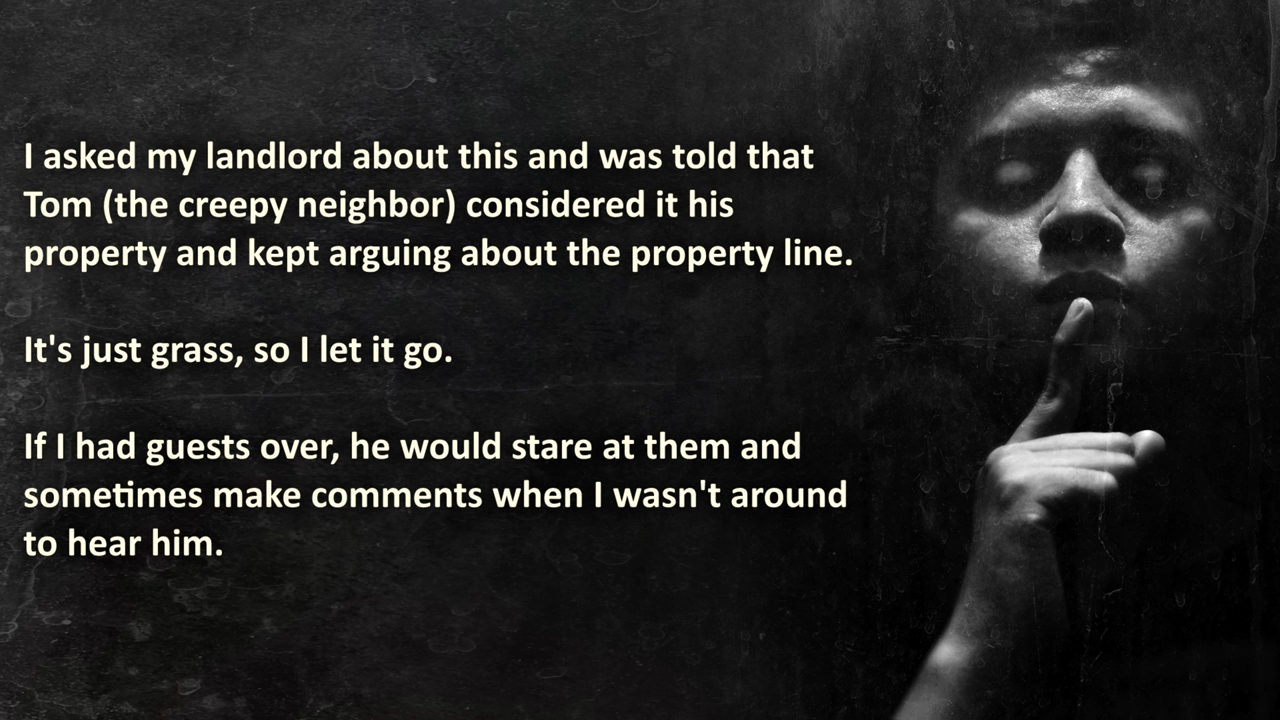 I asked my landlord about this and was told that
Tom (the creepy neighbor) considered it his
property and kept arguing about the property line.
It's just grass, so I let it go.
If I had guests over, he would stare at them and
sometimes make comments when I wasn't around
to hear him.